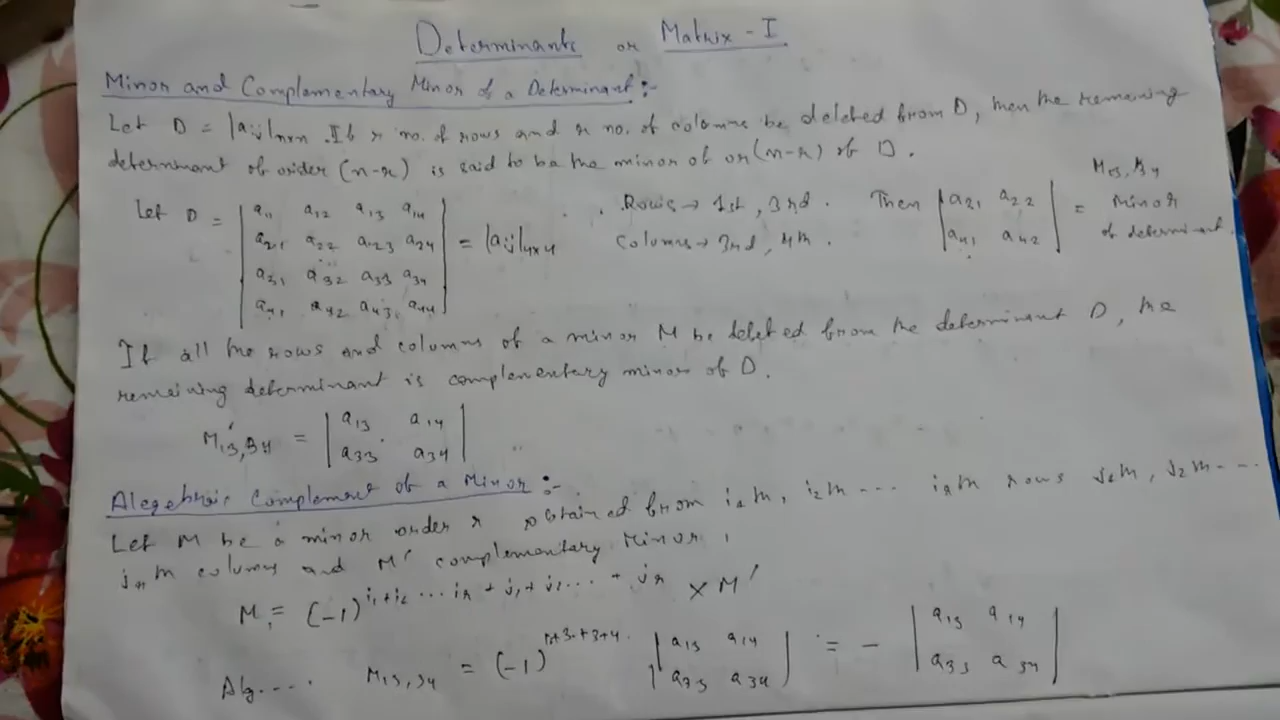 Determinants or Matrix - I
Minor and Complementary Minor of a Determinant :-
Let D = |aij|nxn . If r no. of rows and r no. of columns be deleted from D, then the remaining
determinant of order (n-r) is said to be the minor of or (n-r) of D.
Let D = | a11 a12 a13 a14 | = |aij|4x4 Rows → 1st, 3rd. Then | a21 a22 | = M13,34 Minor
| a21 a22 a23 a24 | Columns → 3rd, 4th. | a41 a42 | of determinant.
| a31 a32 a33 a34 |
| a41 a42 a43 a44 |
If all the rows and columns of a minor M be deleted from the determinant D, the
remaining determinant is complementary minor of D.
M'13,34 = | a13 a14 |
| a33 a34 |
Alegebraic Complement of a Minor :-
Let M be a minor order r obtained from i1th, i2th ... irth rows j1th, j2th ...
jrth columns and M' complementary Minor,
M1 = (-1)^i1+i2 ... ir + j1 + j2 ... + jr × M'
Alg.... M13,34 = (-1)^1+3+3+4 | a13 a14 | = - | a13 a14 |
| a33 a34 | | a33 a34 |